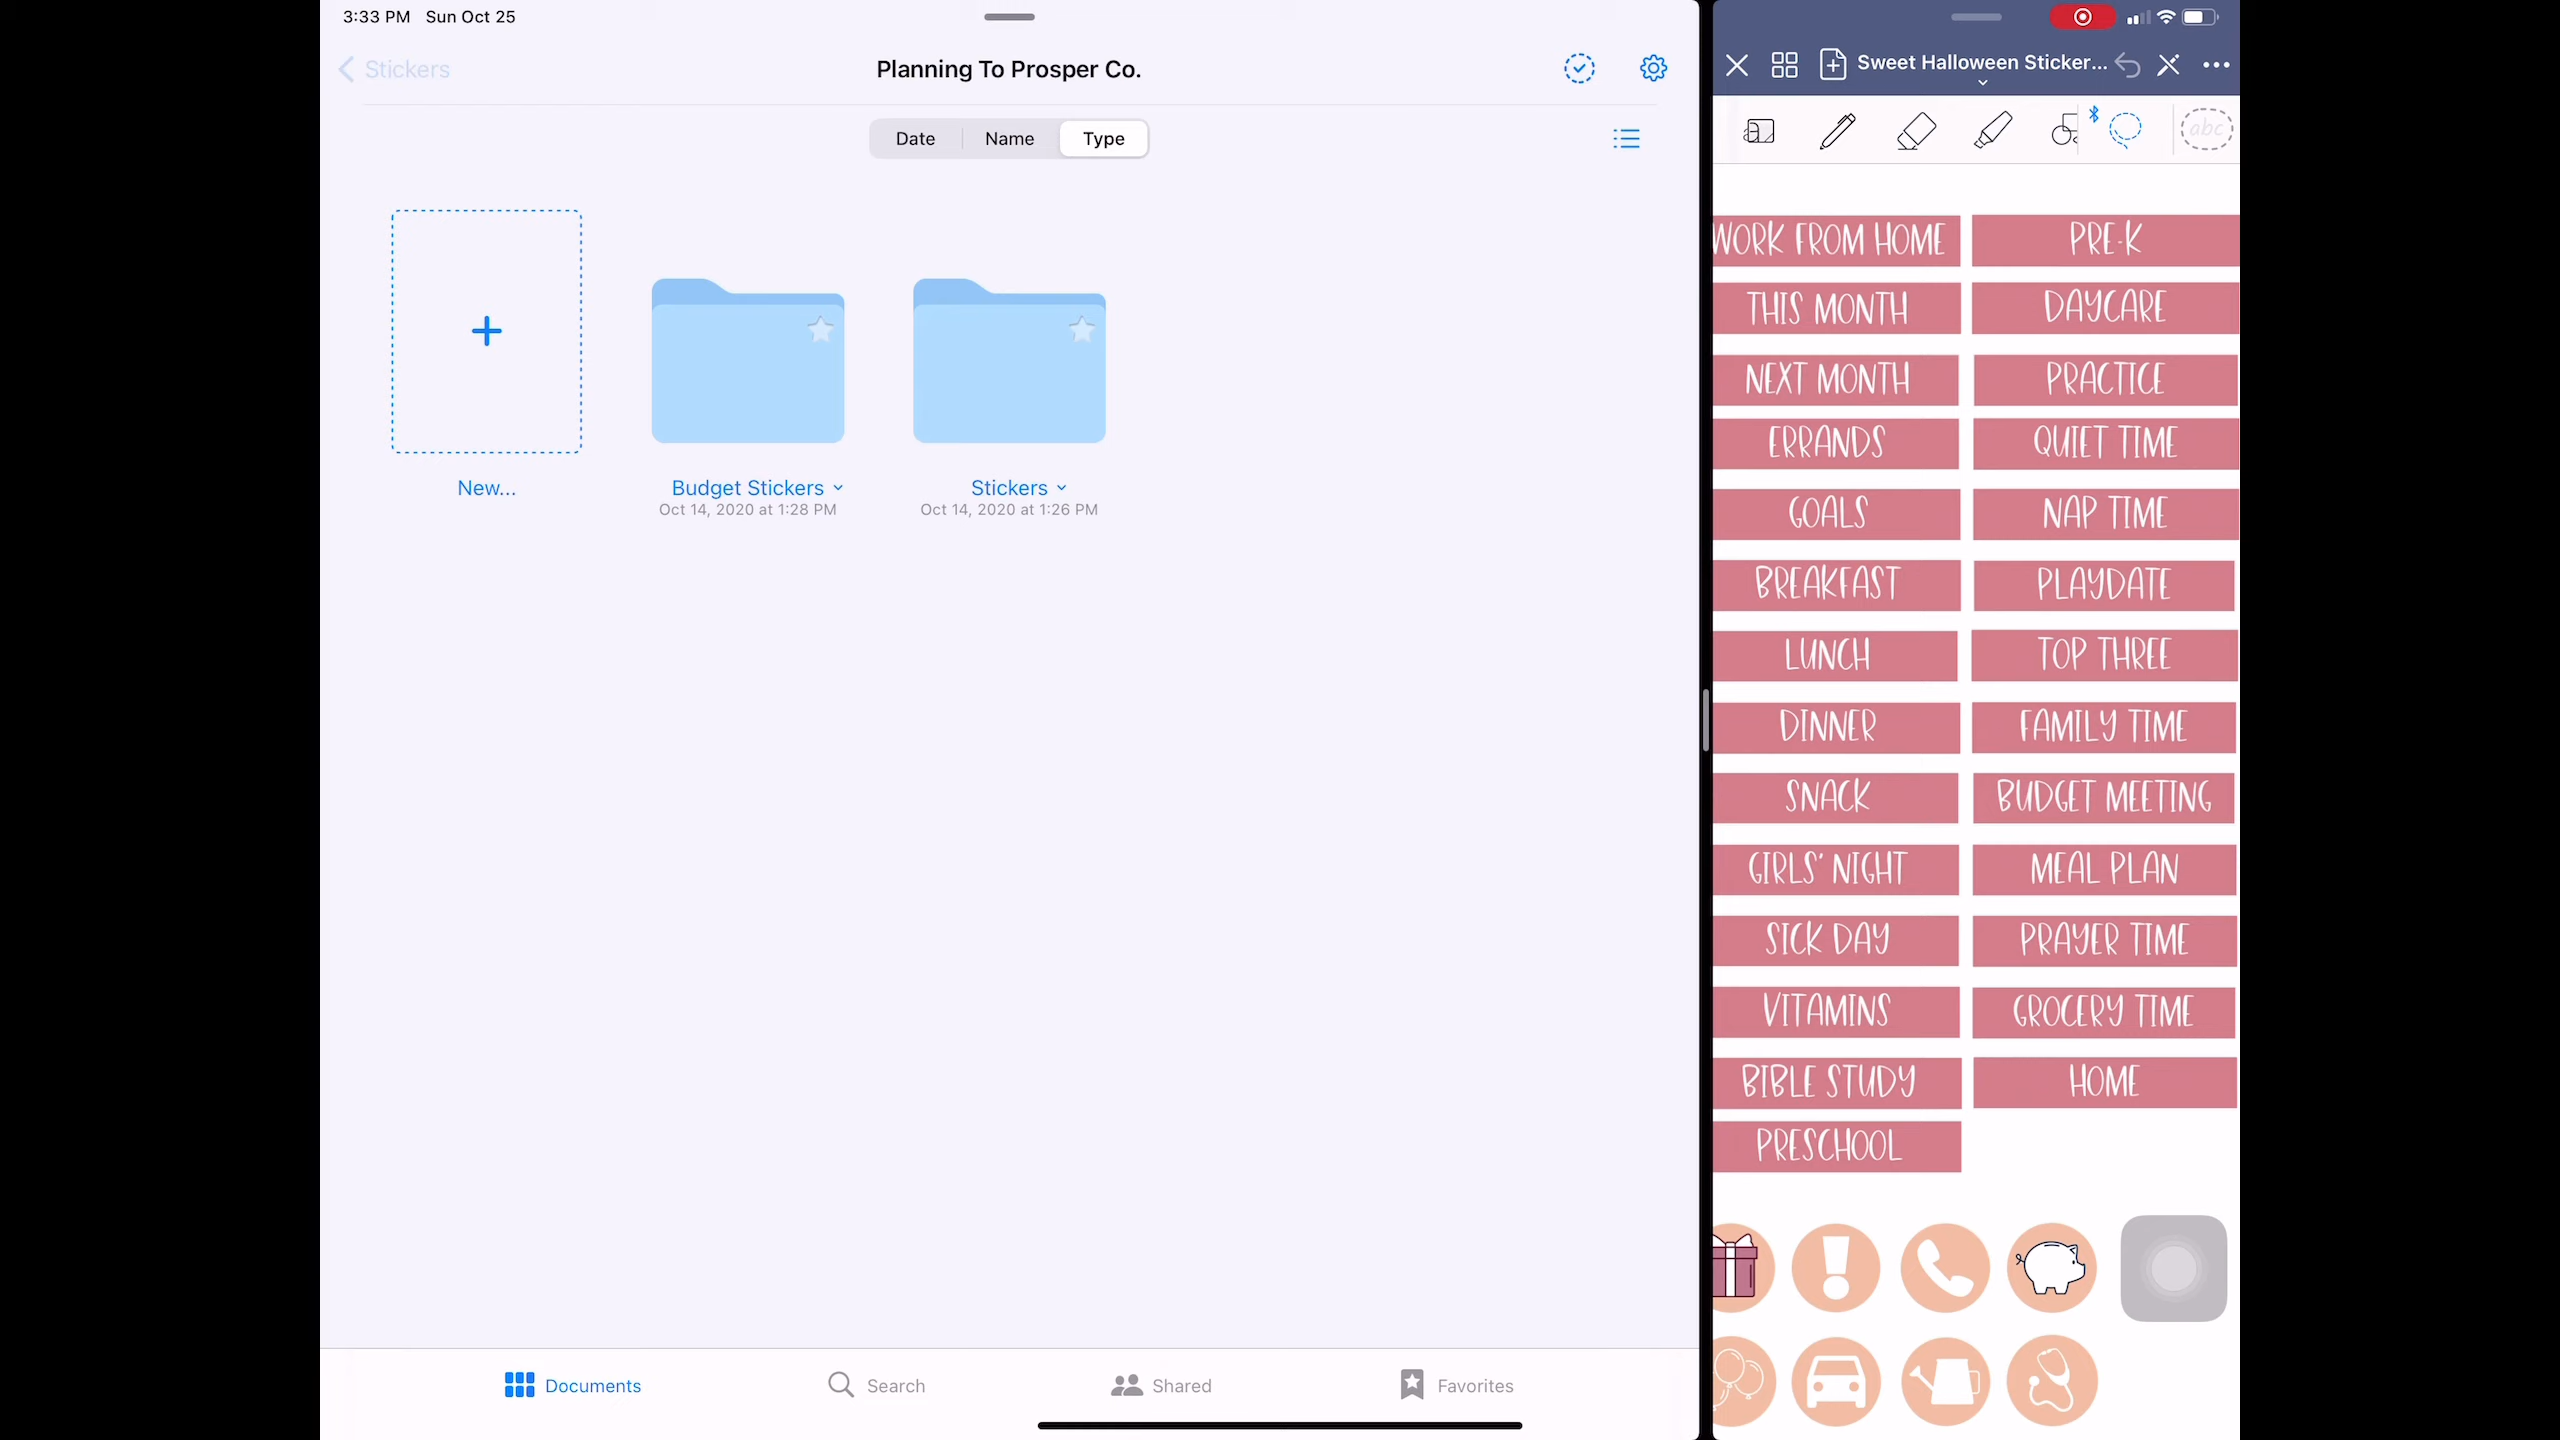 3:33 PM Sun Oct 25
Stickers
Planning To Prosper Co.
Date Name Type
New...
Budget Stickers
Oct 14, 2020 at 1:28 PM
Stickers
Oct 14, 2020 at 1:26 PM
Documents
Search
Shared
Favorites
Sweet Halloween Sticker...
abc
WORK FROM HOME
PRE-K
THIS MONTH
DAYCARE
NEXT MONTH
PRACTICE
ERRANDS
QUIET TIME
GOALS
NAP TIME
BREAKFAST
PLAYDATE
LUNCH
TOP THREE
DINNER
FAMILY TIME
SNACK
BUDGET MEETING
GIRLS' NIGHT
MEAL PLAN
SICK DAY
PRAYER TIME
VITAMINS
GROCERY TIME
BIBLE STUDY
HOME
PRESCHOOL